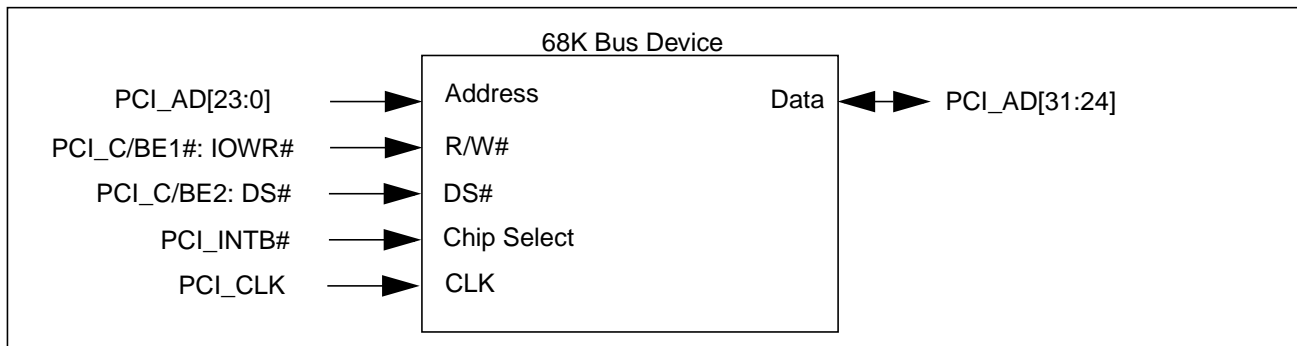 68K Bus Device
PCI_AD[23:0] Address Data PCI_AD[31:24]
PCI_C/BE1#: IOWR# R/W#
PCI_C/BE2: DS# DS#
PCI_INTB# Chip Select
PCI_CLK CLK